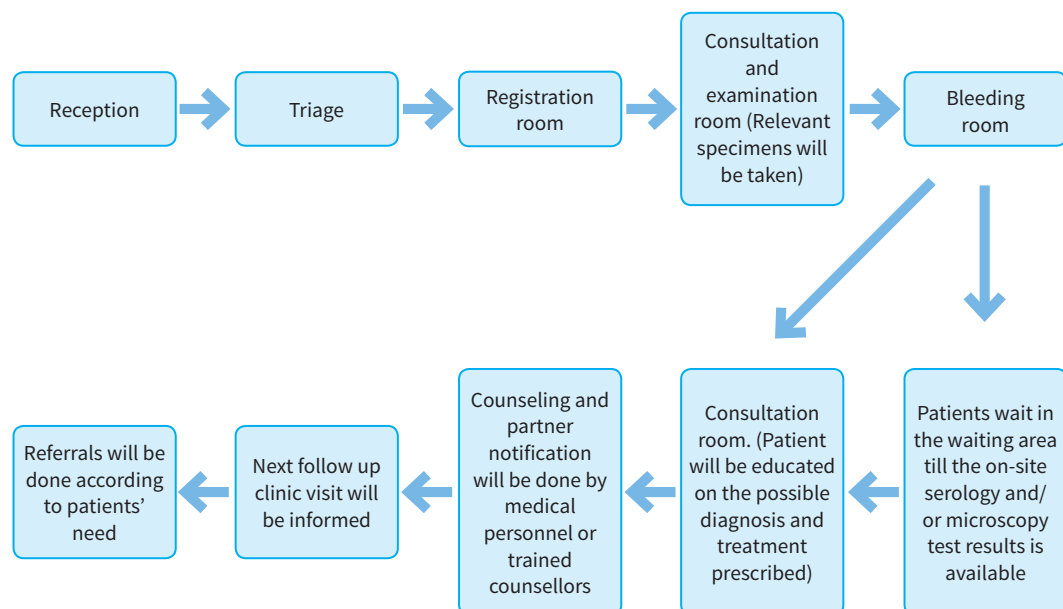 Reception
Triage
Registration
room
Consultation
and
examination
room (Relevant
specimens will
be taken)
Bleeding
room
Referrals will be
done according
to patients'
need
Next follow up
clinic visit will
be informed
Counseling and
partner
notification
will be done by
medical
personnel or
trained
counsellors
Consultation
room. (Patient
will be educated
on the possible
diagnosis and
treatment
prescribed)
Patients wait in
the waiting area
till the on-site
serology and/
or microscopy
test results is
available